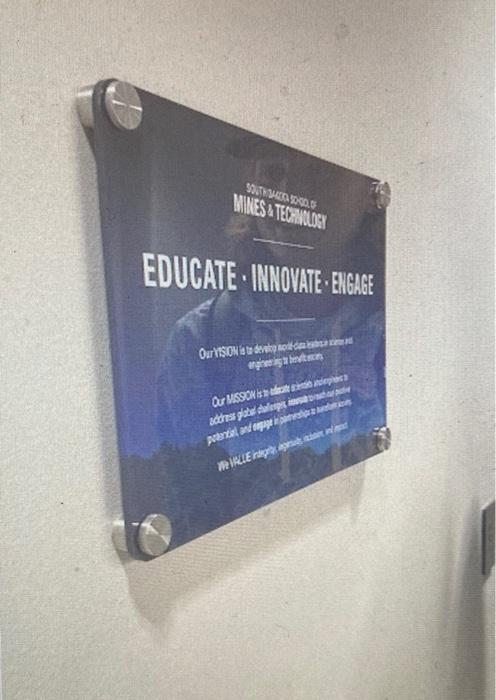 SOUTH DAKOTA SCHOOL OF
MINES & TECHNOLOGY
EDUCATE · INNOVATE · ENGAGE
Our VISION is to develop world-class leaders in science and
engineering to benefit society.
Our MISSION is to educate scientists and engineers to
address global challenges, innovate to reach our creative
potential, and engage in partnerships to transform society.
We VALUE integrity, ingenuity, inclusion, and impact.